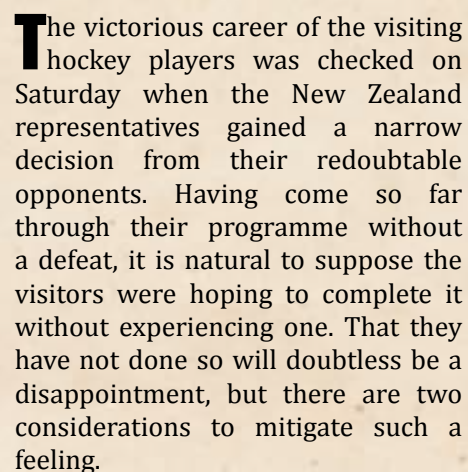 The victorious career of the visiting
hockey players was checked on
Saturday when the New Zealand
representatives gained a narrow
decision from their redoubtable
opponents. Having come so far
through their programme without
a defeat, it is natural to suppose the
visitors were hoping to complete it
without experiencing one. That they
have not done so will doubtless be a
disappointment, but there are two
considerations to mitigate such a
feeling.